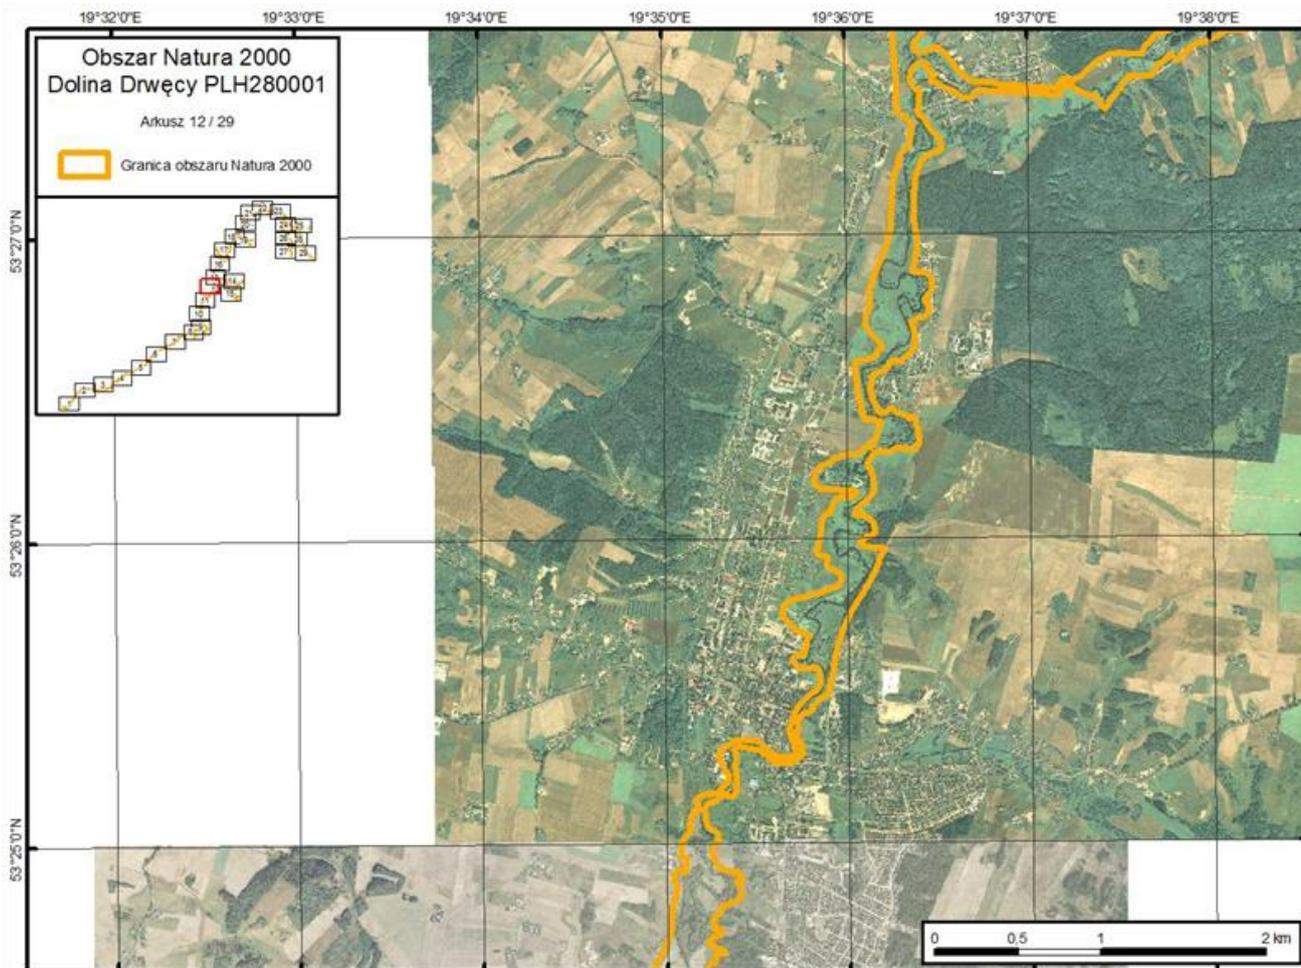 19°32'0"E 19°33'0"E 19°34'0"E 19°35'0"E 19°36'0"E 19°37'0"E 19°38'0"E
Obszar Natura 2000
Dolina Drwęcy PLH280001
Arkusz 12 / 29
Granica obszaru Natura 2000
53°27'0"N
53°26'0"N
53°25'0"N
0 0,5 1 2 km